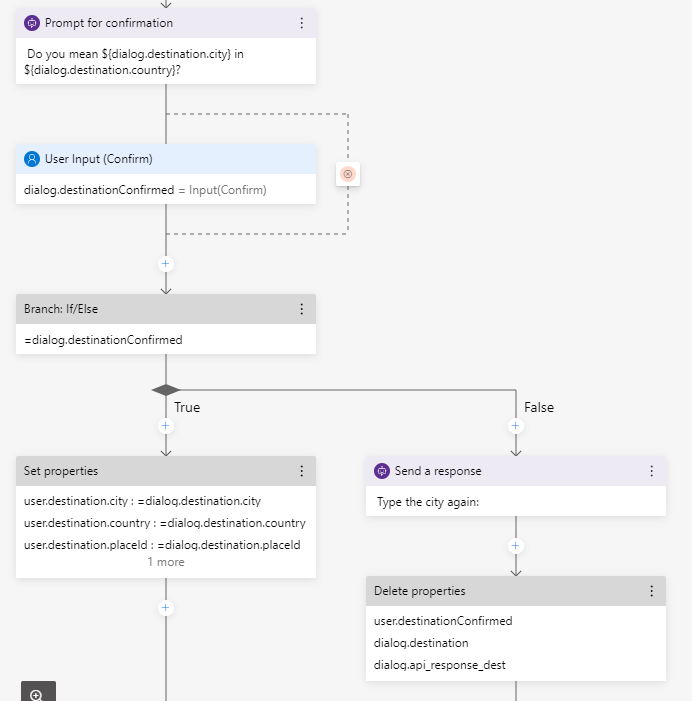 Prompt for confirmation
Do you mean ${dialog.destination.city} in
${dialog.destination.country}?
User Input (Confirm)
dialog.destinationConfirmed = Input(Confirm)
Branch: If/Else
=dialog.destinationConfirmed
True
False
Set properties
user.destination.city : =dialog.destination.city
user.destination.country : =dialog.destination.country
user.destination.placeId : =dialog.destination.placeId
1 more
Send a response
Type the city again:
Delete properties
user.destinationConfirmed
dialog.destination
dialog.api_response_dest